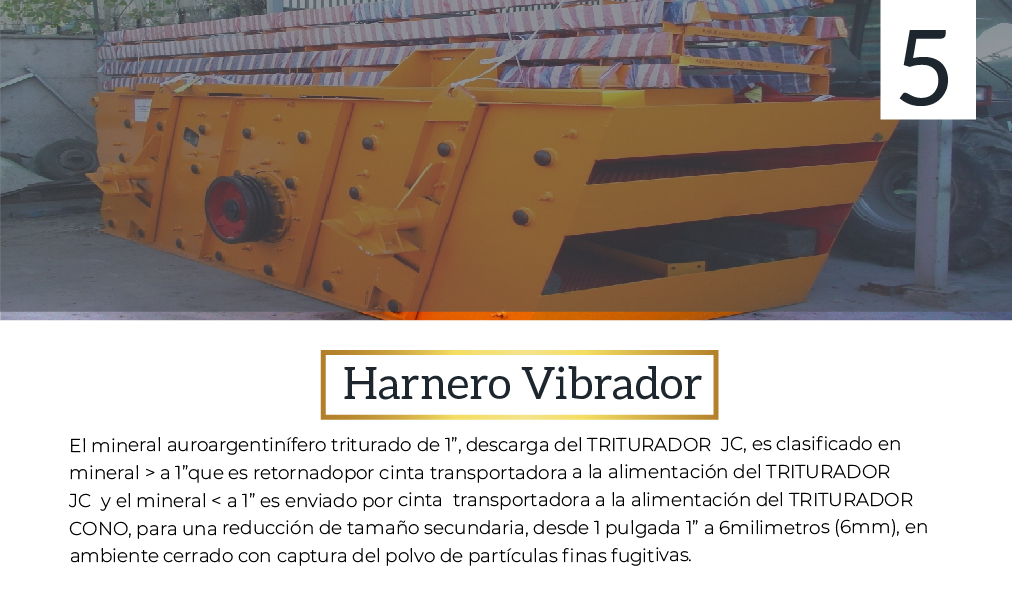 5
Harnero Vibrador
El mineral auroargentinífero triturado de 1”, descarga del TRITURADOR JC, es clasificado en
mineral > a 1”que es retornadopor cinta transportadora a la alimentación del TRITURADOR
JC y el mineral < a 1” es enviado por cinta transportadora a la alimentación del TRITURADOR
CONO, para una reducción de tamaño secundaria, desde 1 pulgada 1” a 6milimetros (6mm), en
ambiente cerrado con captura del polvo de partículas finas fugitivas.